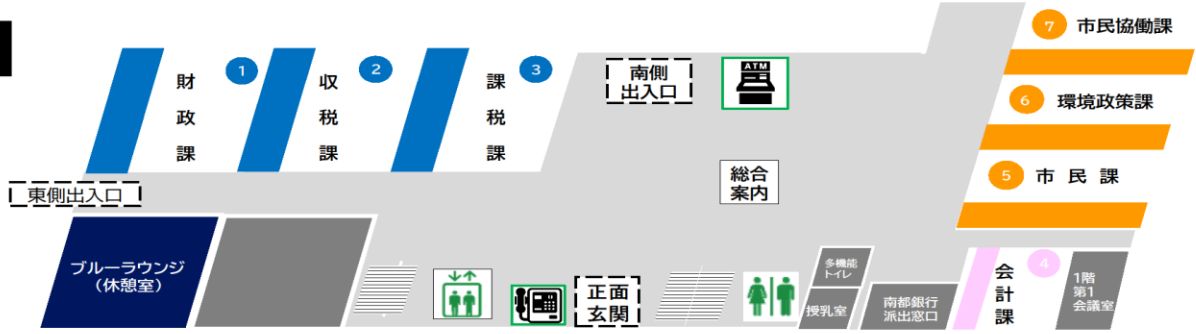 7 市民協働課
財政課
1
収税課
2
課税課
3
南側
出入口
ATM
6 環境政策課
5 市民課
総合
案内
東側出入口
ブルーラウンジ
（休憩室）
正面
玄関
多機能
トイレ
授乳室
南都銀行
派出窓口
会計課
4
1階
第1
会議室